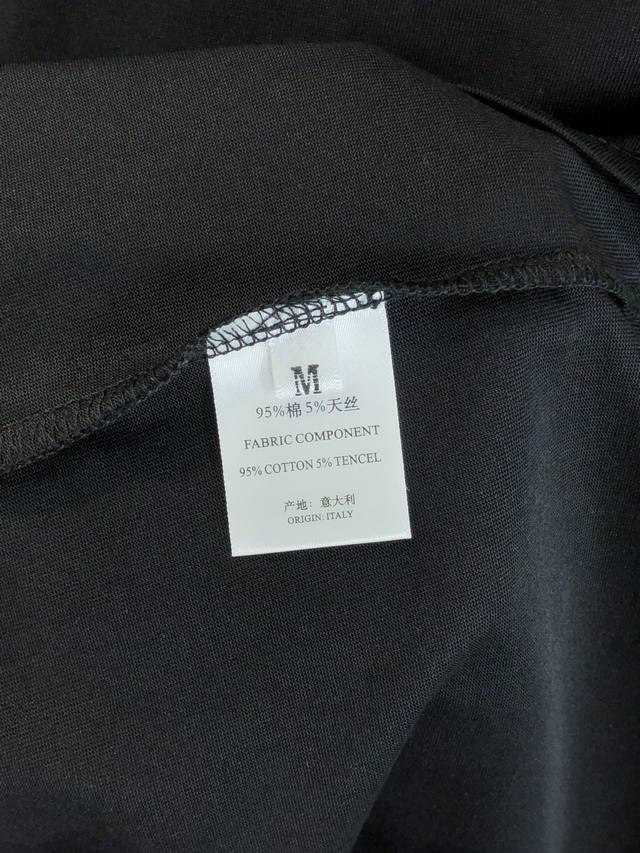 M
95%棉 5%天丝
FABRIC COMPONENT
95% COTTON 5% TENCEL
产地：意大利
ORIGIN: ITALY